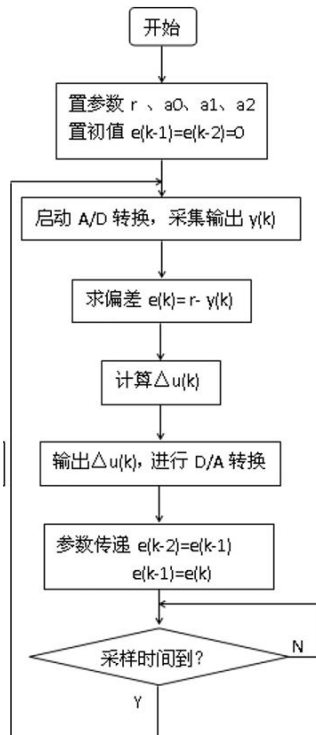 开始
置参数 r 、a0、a1、a2
置初值 e(k-1)=e(k-2)=0
启动 A/D 转换，采集输出 y(k)
求偏差 e(k)= r- y(k)
计算△u(k)
输出△u(k)，进行 D/A 转换
参数传递 e(k-2)=e(k-1)
e(k-1)=e(k)
采样时间到?
N
Y